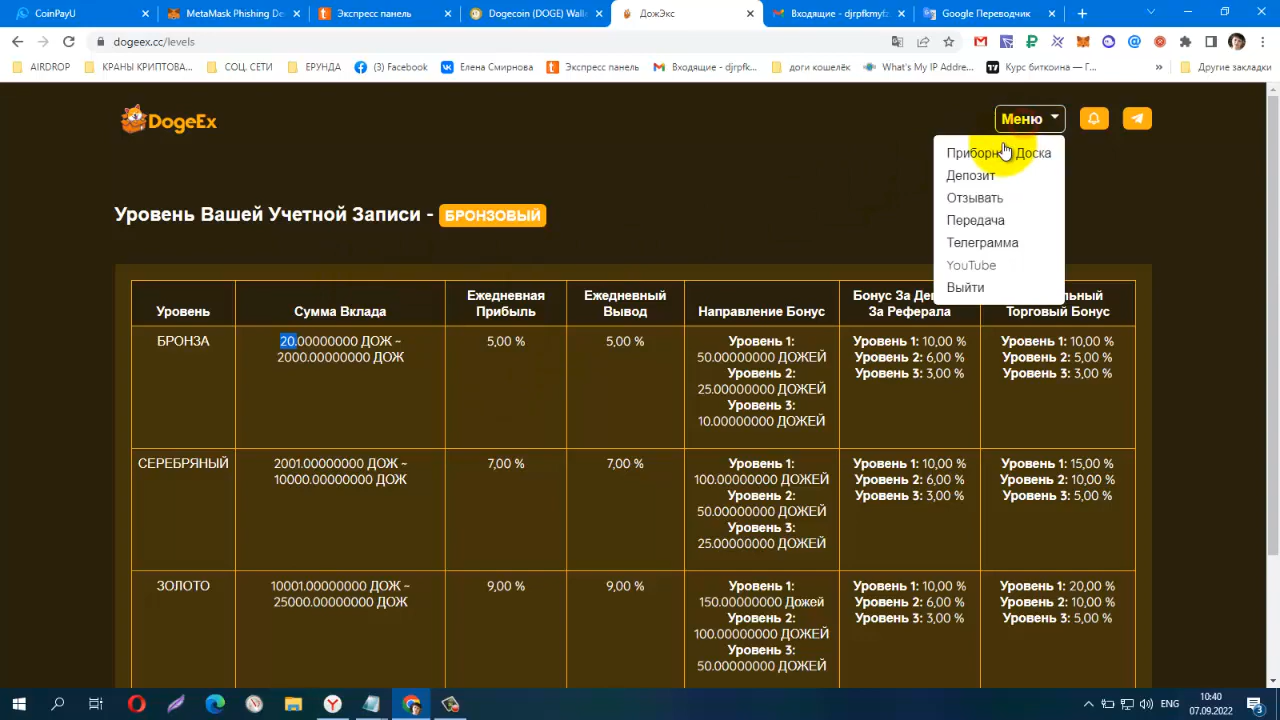 CoinPayU
MetaMask Phishing De
Экспресс панель
Dogecoin (DOGE) Walle
ДожЭкс
Входящие - djrpkmyfz
Google Переводчик
dogeex.cc/levels
AIRDROP
КРАНЫ КРИПТОВА...
СОЦ. СЕТИ
ЕРУНДА
(3) Facebook
Елена Смирнова
Экспресс панель
Входящие - djrpfk...
доги кошелёк
What's My IP Addre...
Курс биткоина — Г...
»
Другие закладки
DogeEx
Меню
Приборн Доска
Депозит
Отзывать
Передача
Телеграмма
YouTube
Выйти
Уровень Вашей Учетной Записи - БРОНЗОВЫЙ
Уровень
Сумма Вклада
Ежедневная
Прибыль
Ежедневный
Вывод
Направление Бонус
Бонус За Де
За Реферала
льный
Торговый Бонус
БРОНЗА
20.00000000 ДОЖ ~
2000.00000000 ДОЖ
5,00 %
5,00 %
Уровень 1:
50.00000000 ДОЖЕЙ
Уровень 2:
25.00000000 ДОЖЕЙ
Уровень 3:
10.00000000 ДОЖЕЙ
Уровень 1: 10,00 %
Уровень 2: 6,00 %
Уровень 3: 3,00 %
Уровень 1: 10,00 %
Уровень 2: 5,00 %
Уровень 3: 3,00 %
СЕРЕБРЯНЫЙ
2001.00000000 ДОЖ ~
10000.00000000 ДОЖ
7,00 %
7,00 %
Уровень 1:
100.00000000 ДОЖЕЙ
Уровень 2:
50.00000000 ДОЖЕЙ
Уровень 3:
25.00000000 ДОЖЕЙ
Уровень 1: 10,00 %
Уровень 2: 6,00 %
Уровень 3: 3,00 %
Уровень 1: 15,00 %
Уровень 2: 10,00 %
Уровень 3: 5,00 %
ЗОЛОТО
10001.00000000 ДОЖ ~
25000.00000000 ДОЖ
9,00 %
9,00 %
Уровень 1:
150.00000000 Дожей
Уровень 2:
100.00000000 ДОЖЕЙ
Уровень 3:
50.00000000 ДОЖЕЙ
Уровень 1: 10,00 %
Уровень 2: 6,00 %
Уровень 3: 3,00 %
Уровень 1: 20,00 %
Уровень 2: 10,00 %
Уровень 3: 5,00 %
ENG
10:40
07.09.2022
3